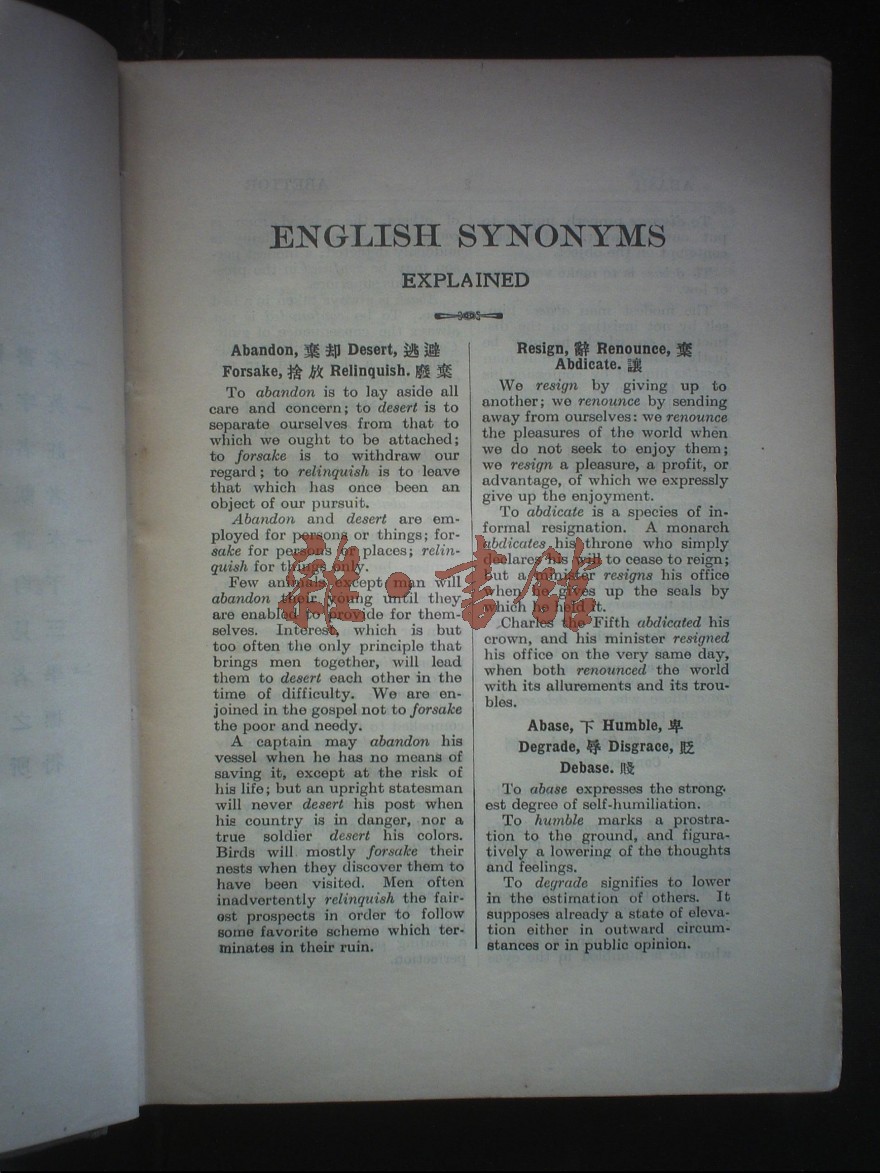 ENGLISH SYNONYMS
EXPLAINED
Abandon, 棄却 Desert, 逃避
Forsake, 捨放 Relinquish. 廢棄
To abandon is to lay aside all
care and concern; to desert is to
separate ourselves from that to
which we ought to be attached;
to forsake is to withdraw our
regard; to relinquish is to leave
that which has once been an
object of our pursuit.
Abandon and desert are em-
ployed for persons or things; for-
sake for persons or places; relin-
quish for things only.
Few animals except man will
abandon their young until they
are enabled to provide for them-
selves. Interest, which is but
too often the only principle that
brings men together, will lead
them to desert each other in the
time of difficulty. We are en-
joined in the gospel not to forsake
the poor and needy.
A captain may abandon his
vessel when he has no means of
saving it, except at the risk of
his life; but an upright statesman
will never desert his post when
his country is in danger, nor a
true soldier desert his colors.
Birds will mostly forsake their
nests when they discover them to
have been visited. Men often
inadvertently relinquish the fair-
est prospects in order to follow
some favorite scheme which ter-
minates in their ruin.
Resign, 辭 Renounce, 棄
Abdicate. 讓
We resign by giving up to
another; we renounce by sending
away from ourselves: we renounce
the pleasures of the world when
we do not seek to enjoy them;
we resign a pleasure, a profit, or
advantage, of which we expressly
give up the enjoyment.
To abdicate is a species of in-
formal resignation. A monarch
abdicates his throne who simply
declares his will to cease to reign;
but a minister resigns his office
when he gives up the seals by
which he held it.
Charles the Fifth abdicated his
crown, and his minister resigned
his office on the very same day,
when both renounced the world
with its allurements and its trou-
bles.
Abase, 下 Humble, 卑
Degrade, 辱 Disgrace, 貶
Debase.
To abase expresses the strong-
est degree of self-humiliation.
To humble marks a prostra-
tion to the ground, and figura-
tively a lowering of the thoughts
and feelings.
To degrade signifies to lower
in the estimation of others. It
supposes already a state of eleva-
tion either in outward circum-
stances or in public opinion.
書館